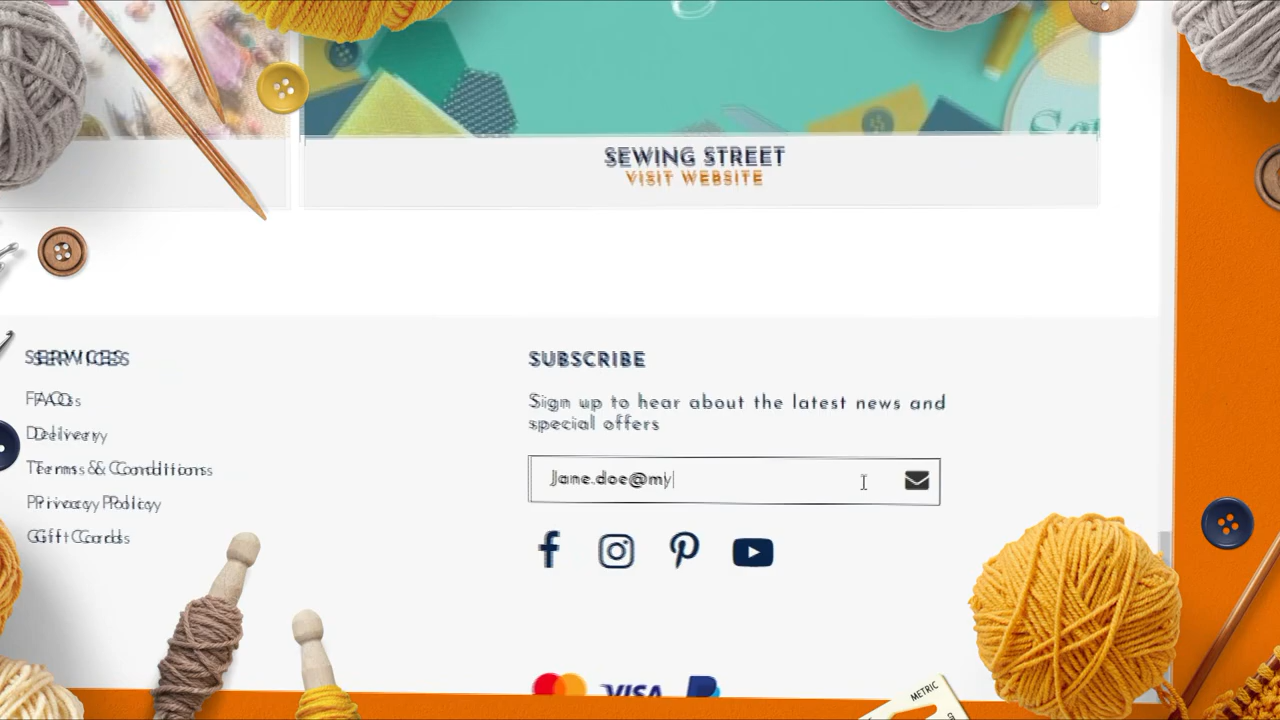 SEWING STREET
VISIT WEBSITE
SERVICES
FAQs
Delivery
Terms & Conditions
Privacy Policy
Gift Cards
SUBSCRIBE
Sign up to hear about the latest news and
special offers
Jane.doe@my
VISA
METRIC